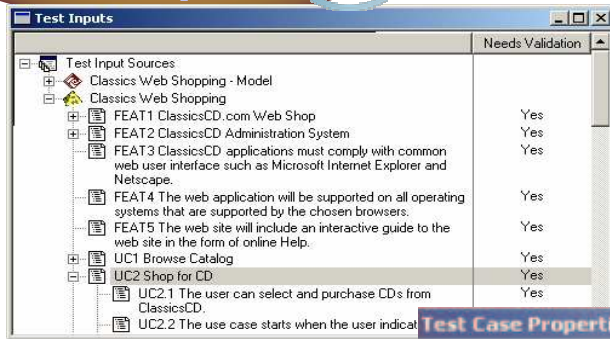 Test Inputs
Needs Validation
Test Input Sources
Classics Web Shopping - Model
Classics Web Shopping
FEAT1 ClassicsCD.com Web Shop Yes
FEAT2 ClassicsCD Administration System Yes
FEAT3 ClassicsCD applications must comply with common Yes
web user interface such as Microsoft Internet Explorer and
Netscape.
FEAT4 The web application will be supported on all operating Yes
systems that are supported by the chosen browsers.
FEAT5 The web site will include an interactive guide to the Yes
web site in the form of online Help.
UC1 Browse Catalog Yes
UC2 Shop for CD Yes
UC2.1 The user can select and purchase CDs from Yes
ClassicsCD.
UC2.2 The use case starts when the user indicat
Test Case Properti